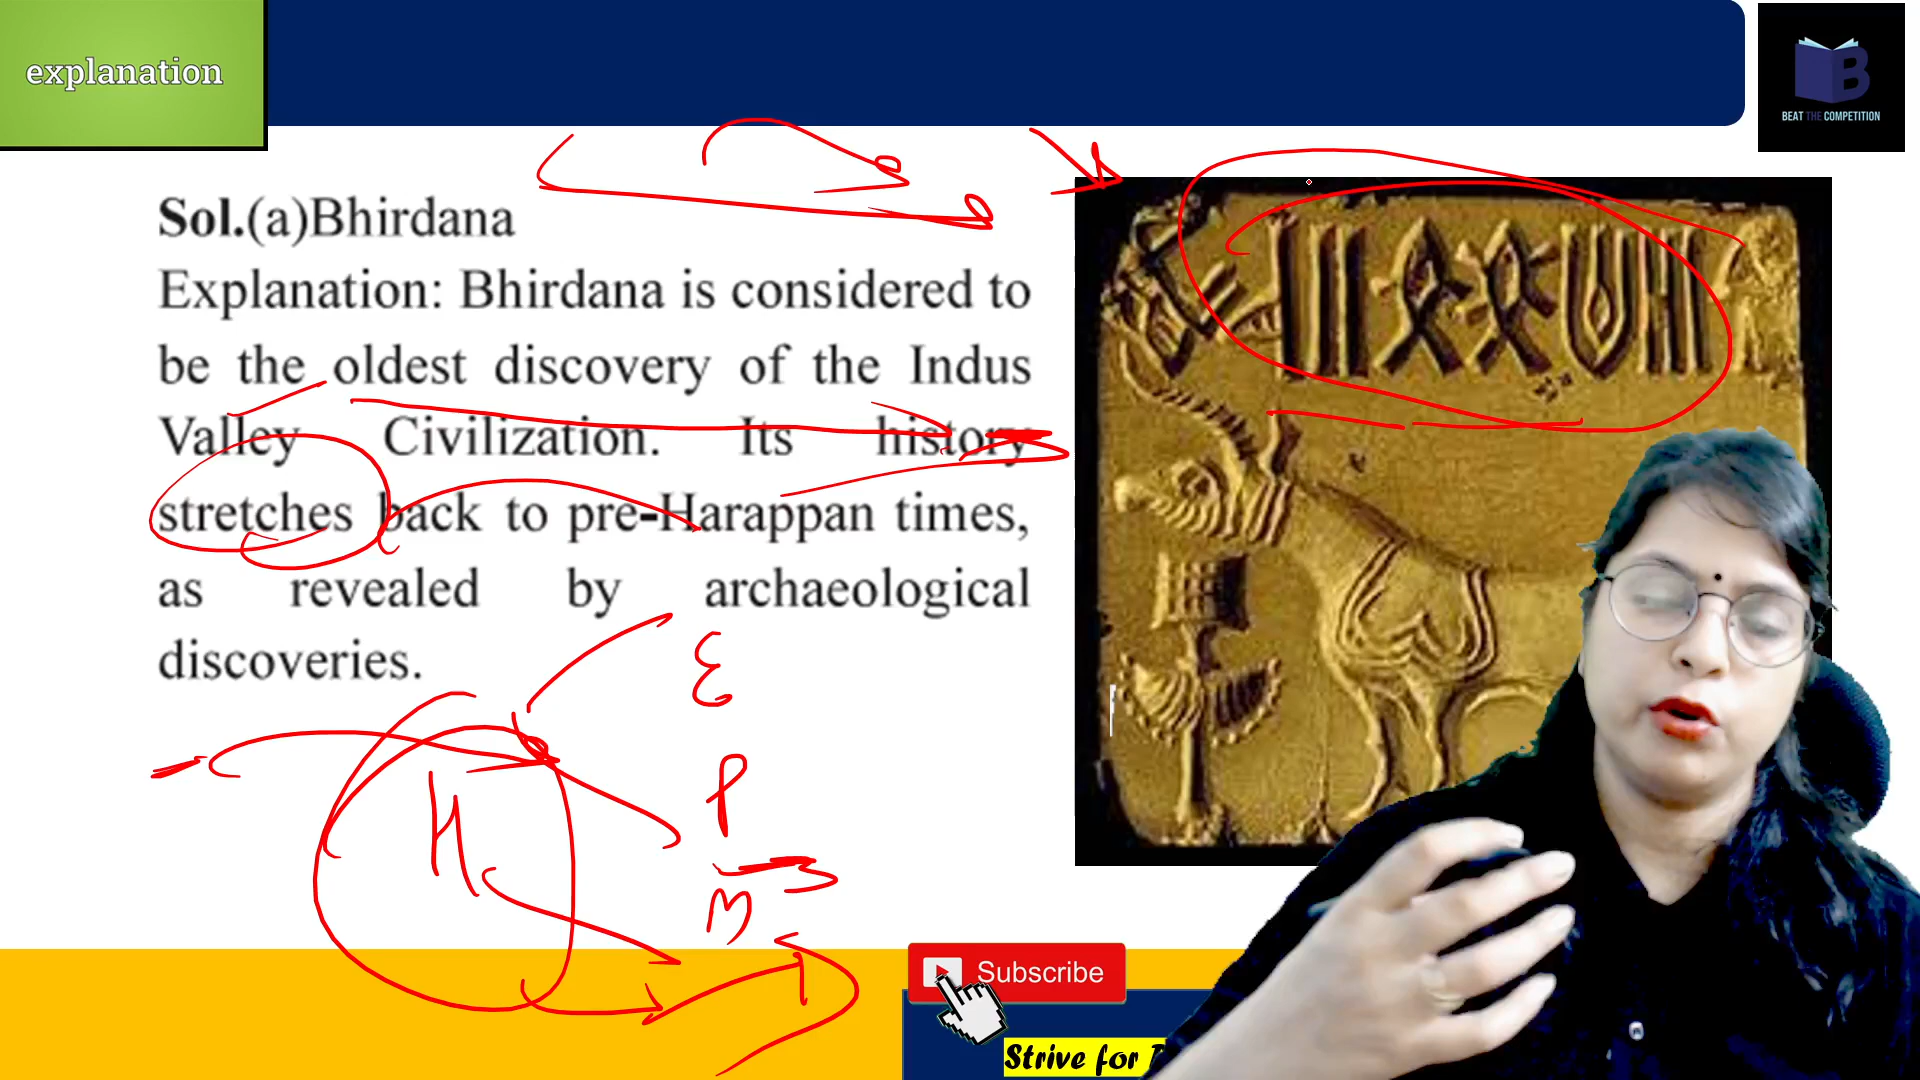 explanation
BEAT THE COMPETITION
Sol.(a)Bhirdana
Explanation: Bhirdana is considered to
be the oldest discovery of the Indus
Valley Civilization. Its history
stretches back to pre-Harappan times,
as revealed by archaeological
discoveries.
E
P
H
M
Subscribe
Strive for